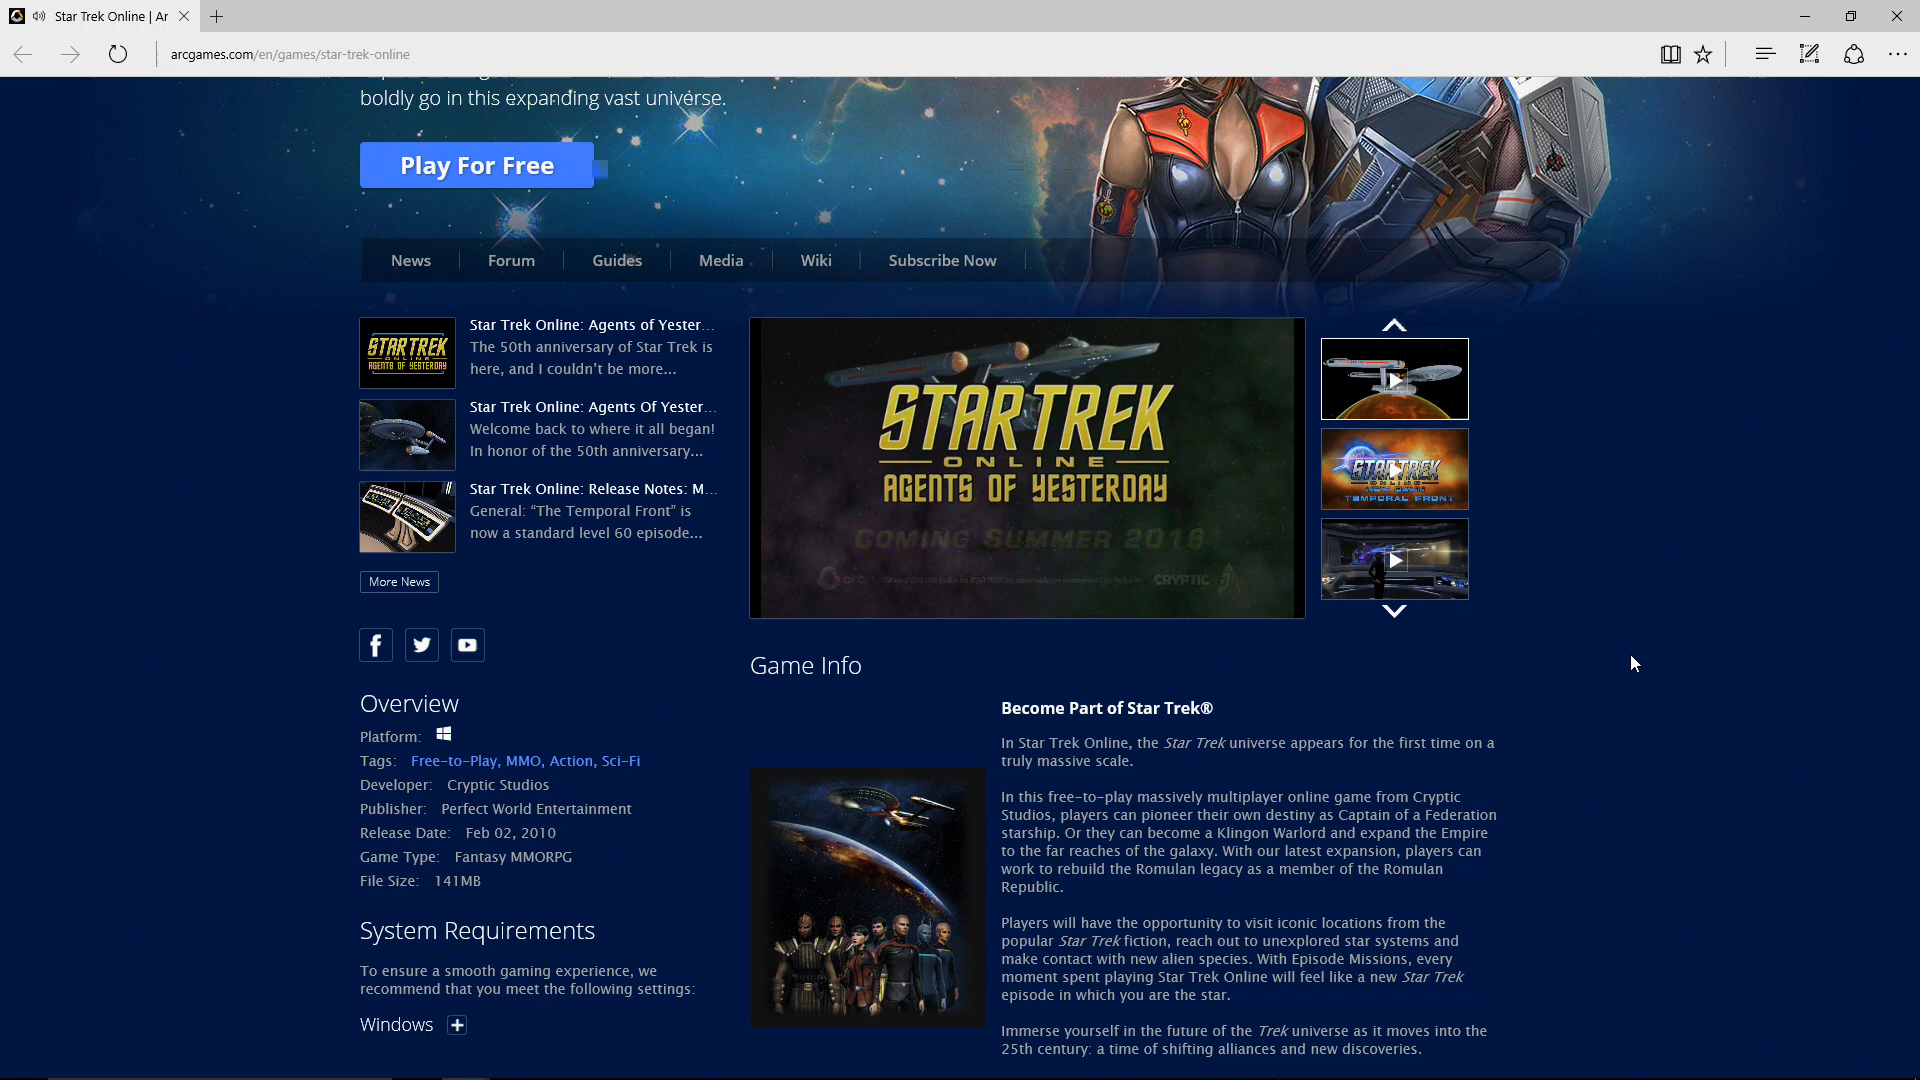 Star Trek Online | Ar
arcgames.com/en/games/star-trek-online
boldly go in this expanding vast universe.
Play For Free
News
Forum
Guides
Media
Wiki
Subscribe Now
STAR TREK
ONLINE
AGENTS OF YESTERDAY
Star Trek Online: Agents of Yester...
The 50th anniversary of Star Trek is
here, and I couldn’t be more...
Star Trek Online: Agents Of Yester...
Welcome back to where it all began!
In honor of the 50th anniversary...
Star Trek Online: Release Notes: M...
General: “The Temporal Front” is
now a standard level 60 episode...
More News
STAR TREK
ONLINE
AGENTS OF YESTERDAY
COMING SUMMER 2016
CRYPTIC
STAR TREK
ONLINE
TEMPORAL FRONT
Overview
Platform:
Tags: Free-to-Play, MMO, Action, Sci-Fi
Developer: Cryptic Studios
Publisher: Perfect World Entertainment
Release Date: Feb 02, 2010
Game Type: Fantasy MMORPG
File Size: 141MB
System Requirements
To ensure a smooth gaming experience, we
recommend that you meet the following settings:
Windows
Game Info
Become Part of Star Trek®
In Star Trek Online, the Star Trek universe appears for the first time on a
truly massive scale.
In this free-to-play massively multiplayer online game from Cryptic
Studios, players can pioneer their own destiny as Captain of a Federation
starship. Or they can become a Klingon Warlord and expand the Empire
to the far reaches of the galaxy. With our latest expansion, players can
work to rebuild the Romulan legacy as a member of the Romulan
Republic.
Players will have the opportunity to visit iconic locations from the
popular Star Trek fiction, reach out to unexplored star systems and
make contact with new alien species. With Episode Missions, every
moment spent playing Star Trek Online will feel like a new Star Trek
episode in which you are the star.
Immerse yourself in the future of the Trek universe as it moves into the
25th century: a time of shifting alliances and new discoveries.